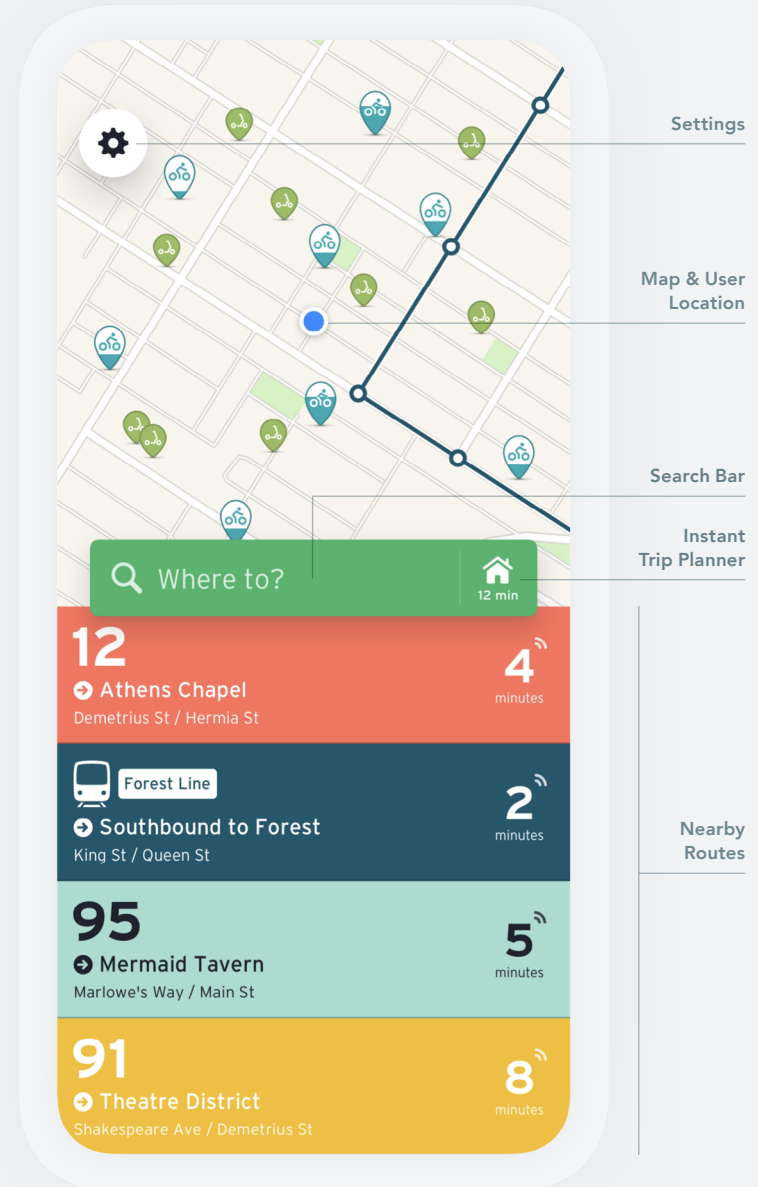 Settings
Map & User
Location
Search Bar
Instant
Trip Planner
Where to?
12 min
12
Athens Chapel
Demetrius St / Hermia St
4
minutes
Forest Line
Southbound to Forest
King St / Queen St
2
minutes
Nearby
Routes
95
Mermaid Tavern
Marlowe's Way / Main St
5
minutes
91
Theatre District
Shakespeare Ave / Demetrius St
8
minutes